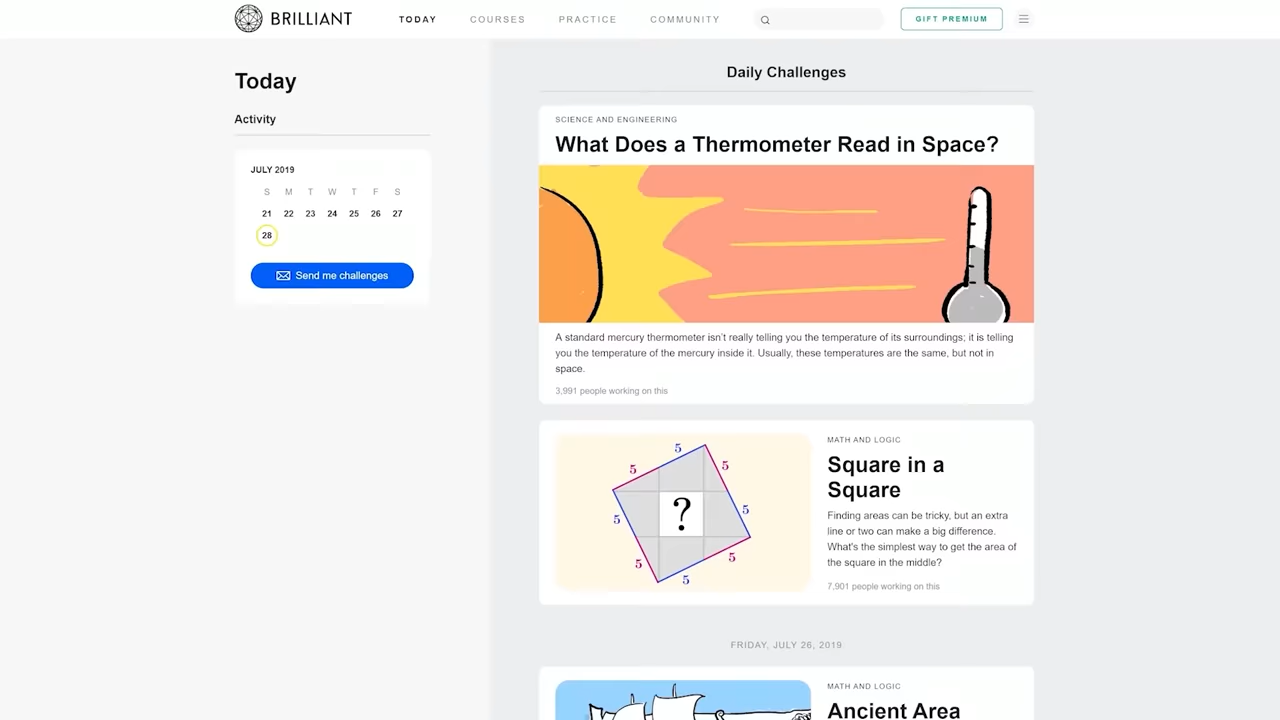 BRILLIANT
TODAY
COURSES
PRACTICE
COMMUNITY
GIFT PREMIUM
Today
Activity
JULY 2019
S M T W T F S
21 22 23 24 25 26 27
28
Send me challenges
Daily Challenges
SCIENCE AND ENGINEERING
What Does a Thermometer Read in Space?
A standard mercury thermometer isn't really telling you the temperature of its surroundings; it is telling
you the temperature of the mercury inside it. Usually, these temperatures are the same, but not in
space.
3,991 people working on this
5
5
5
5
5
5
5
5
?
MATH AND LOGIC
Square in a
Square
Finding areas can be tricky, but an extra
line or two can make a big difference.
What's the simplest way to get the area of
the square in the middle?
7,901 people working on this
FRIDAY, JULY 26, 2019
MATH AND LOGIC
Ancient Area